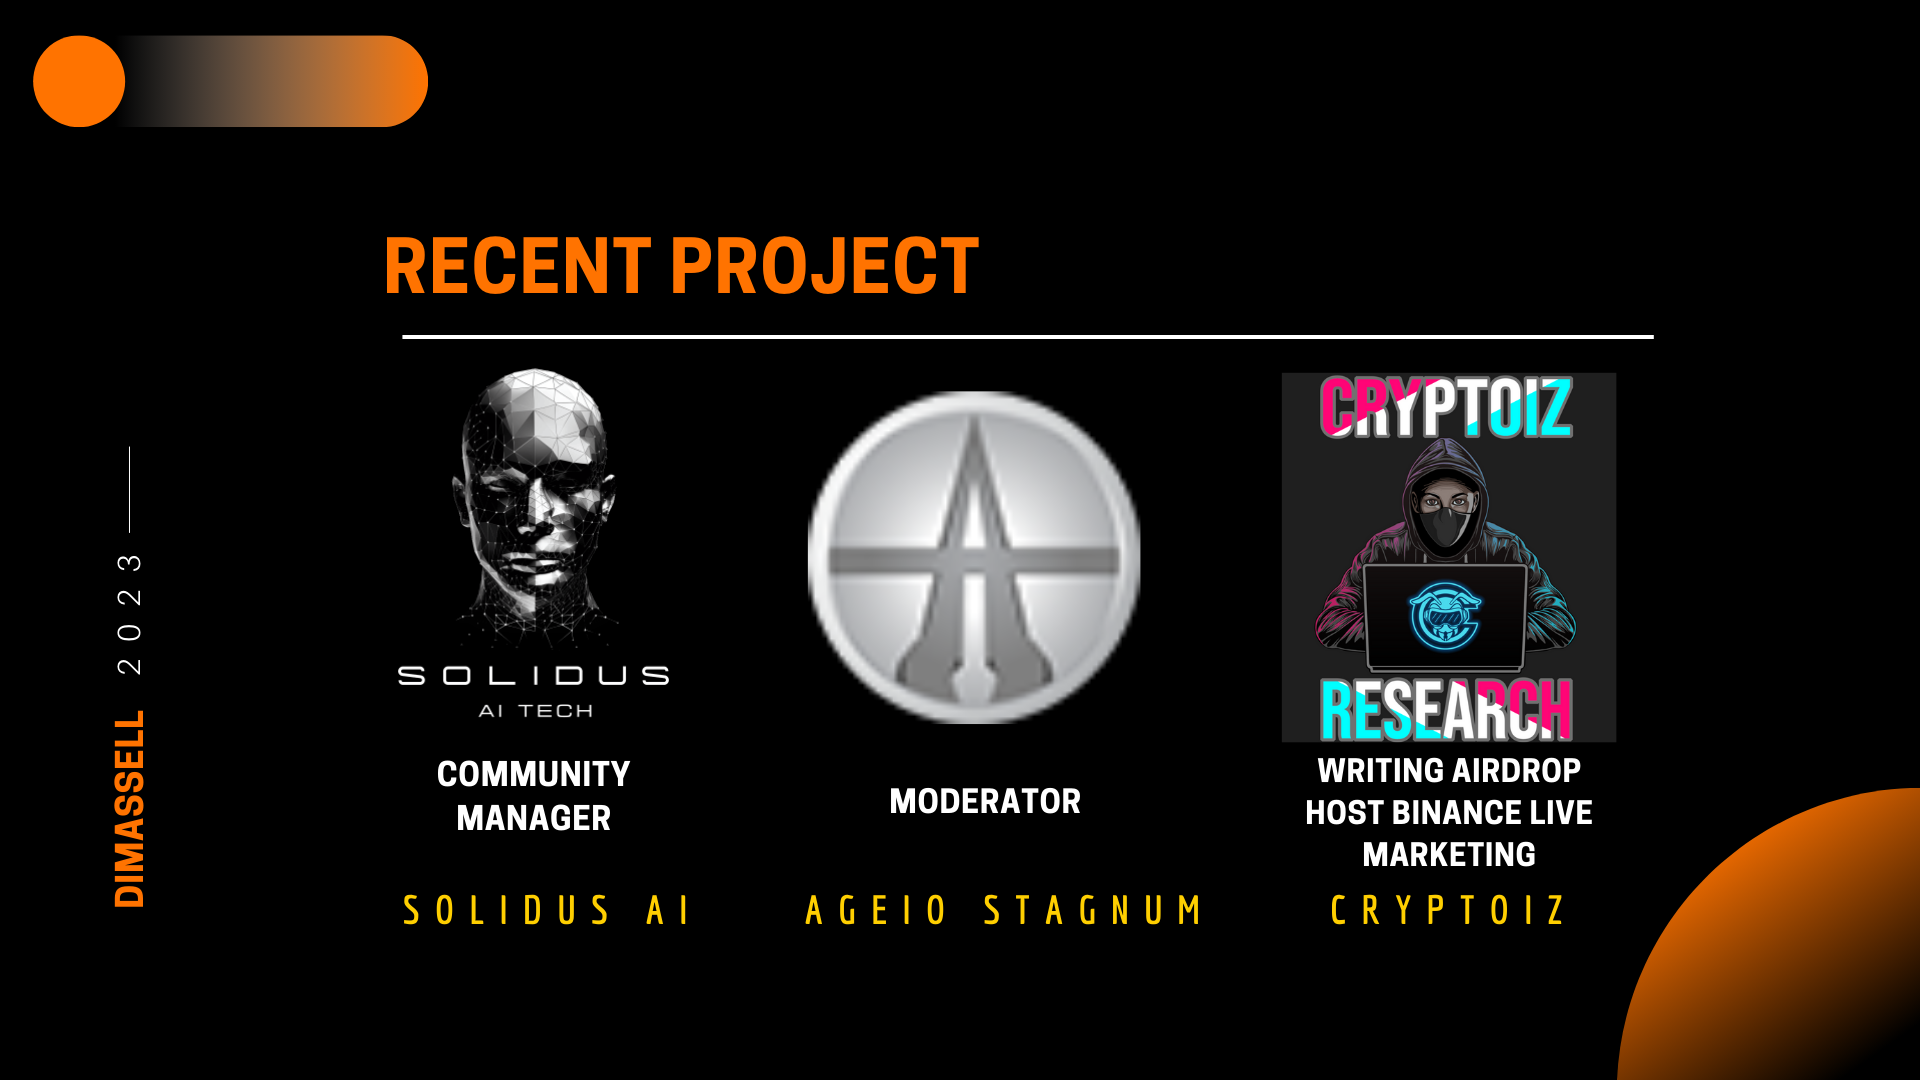 RECENT PROJECT
DIMASSELL 2023
SOLIDUS
AI TECH
COMMUNITY
MANAGER
SOLIDUS AI
MODERATOR
AGEIO STAGNUM
CRYPTOIZ
RESEARCH
WRITING AIRDROP
HOST BINANCE LIVE
MARKETING
CRYPTOIZ